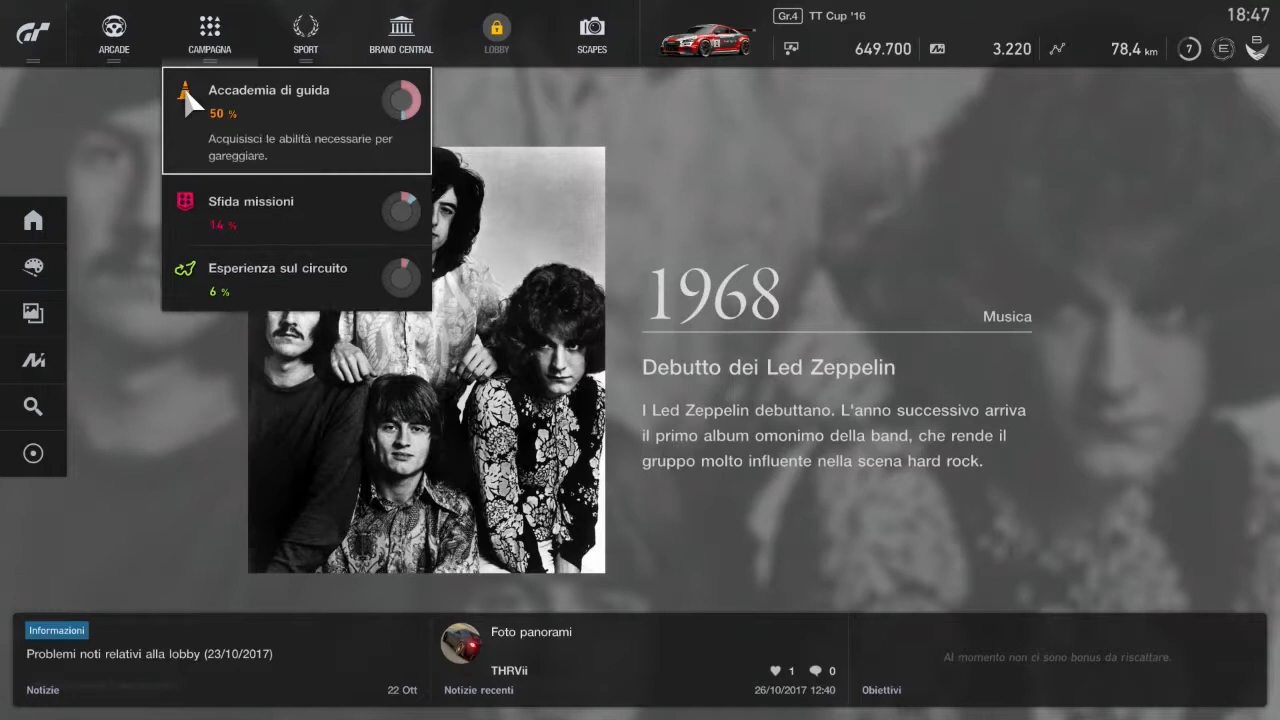 ARCADE
CAMPAGNA
SPORT
BRAND CENTRAL
LOBBY
SCAPES
Gr.4 TT Cup '16
649.700
3.220
78,4 km
7
E
B
18:47
Accademia di guida
50 %
Acquisisci le abilità necessarie per
gareggiare.
Sfida missioni
14 %
Esperienza sul circuito
6 %
1968
Musica
Debutto dei Led Zeppelin
I Led Zeppelin debuttano. L'anno successivo arriva
il primo album omonimo della band, che rende il
gruppo molto influente nella scena hard rock.
Informazioni
Problemi noti relativi alla lobby (23/10/2017)
Notizie
22 Ott
Foto panorami
THRVii
1
0
Notizie recenti
26/10/2017 12:40
Al momento non ci sono bonus da riscattare.
Obiettivi